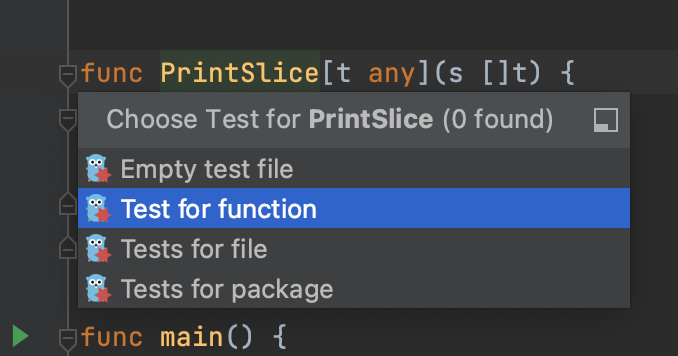 func PrintSlice[t any](s []t) {
Choose Test for PrintSlice (0 found)
Empty test file
Test for function
Tests for file
Tests for package
func main() {